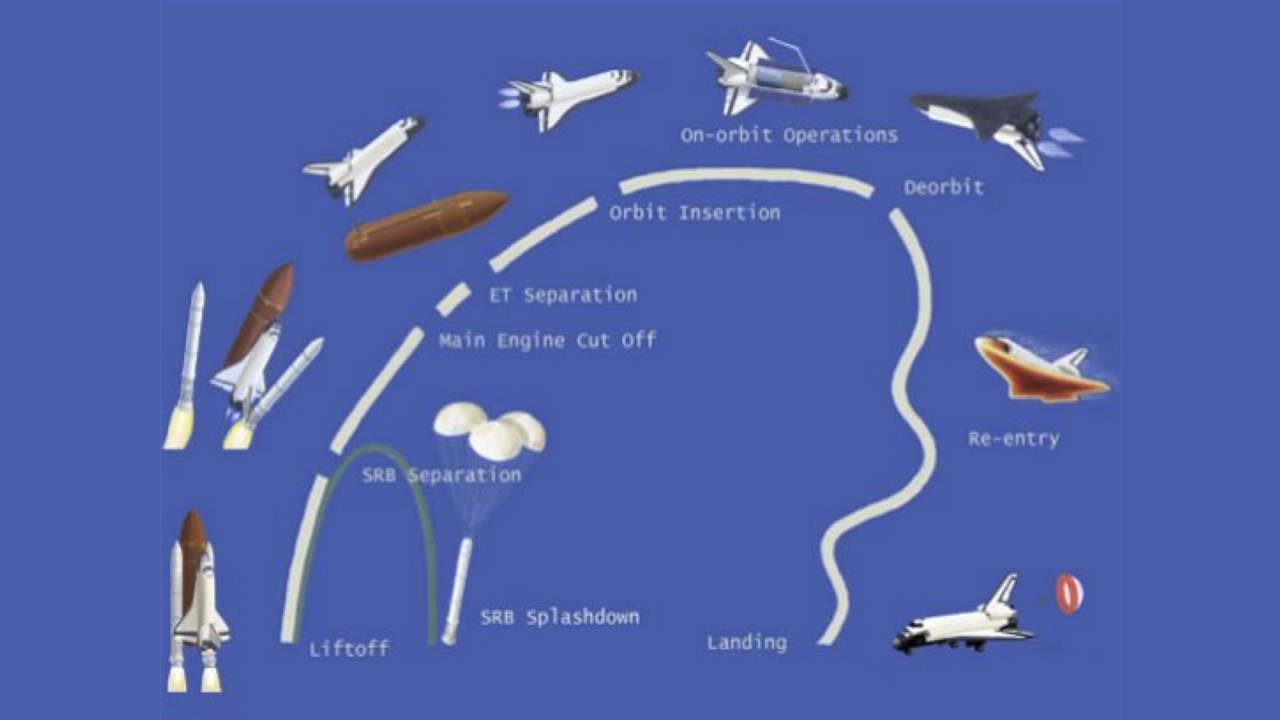 On-orbit Operations
Deorbit
Orbit Insertion
ET Separation
Main Engine Cut Off
Re-entry
SRB Separation
SRB Splashdown
Landing
Liftoff